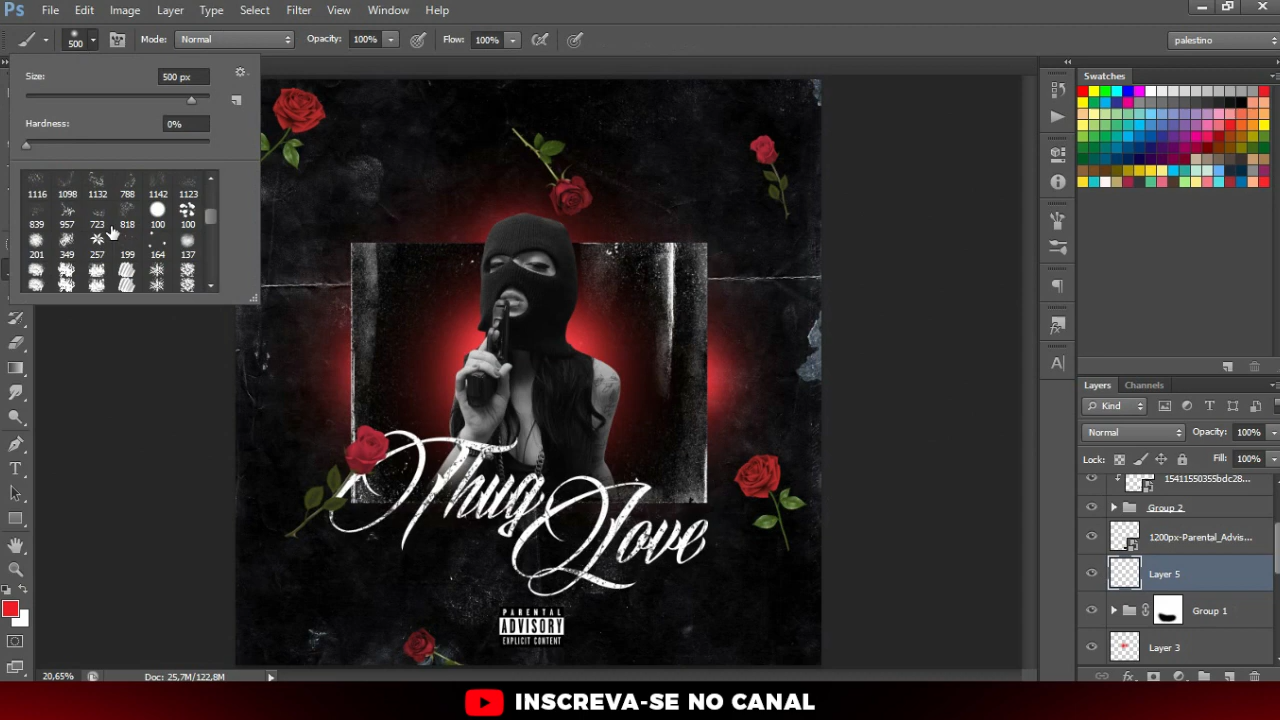 Ps File Edit Image Layer Type Select Filter View Window Help
500 Mode: Normal Opacity: 100% Flow: 100% palestino
Size: 500 px
Hardness: 0%
1116 1098 1132 788 1142 1123
839 957 723 818 100 100
201 349 257 199 164 137
Thug
Love
PARENTAL
ADVISORY
EXPLICIT CONTENT
20,65% Doc: 25,7M/122,8M
Swatches
Layers Channels
Kind
Normal Opacity: 100%
Lock: Fill: 100%
15411550355bdc28...
Group 2
1200px-Parental_Advis...
Layer 5
Group 1
Layer 3
INSCREVA-SE NO CANAL